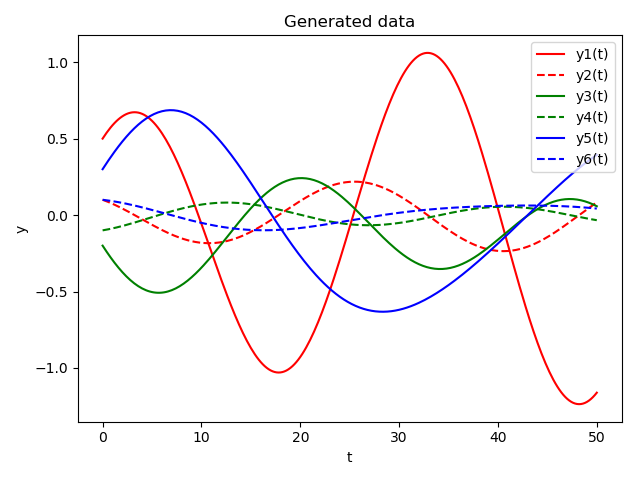 Generated data
y1(t)
y2(t)
y3(t)
y4(t)
y5(t)
y6(t)
y
1.0
0.5
0.0
−0.5
−1.0
0 10 20 30 40 50
t